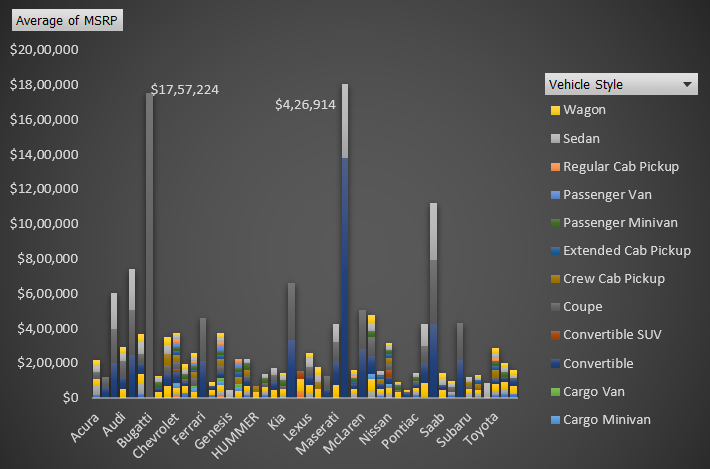 Average of MSRP
$20,00,000
$18,00,000
$16,00,000
$14,00,000
$12,00,000
$10,00,000
$8,00,000
$6,00,000
$4,00,000
$2,00,000
$0
$17,57,224
$4,26,914
Acura
Audi
Bugatti
Chevrolet
Ferrari
Genesis
HUMMER
Kia
Lexus
Maserati
McLaren
Nissan
Pontiac
Saab
Subaru
Toyota
Vehicle Style
Wagon
Sedan
Regular Cab Pickup
Passenger Van
Passenger Minivan
Extended Cab Pickup
Crew Cab Pickup
Coupe
Convertible SUV
Convertible
Cargo Van
Cargo Minivan